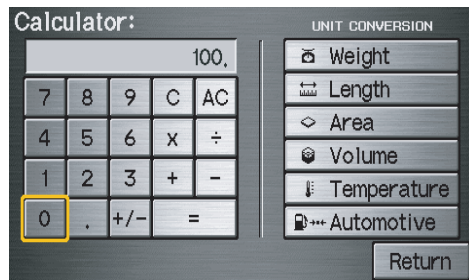 Calculator:
100.
7 8 9 C AC
4 5 6 x ÷
1 2 3 + −
0 . +/− =
UNIT CONVERSION
Weight
Length
Area
Volume
Temperature
Automotive
Return